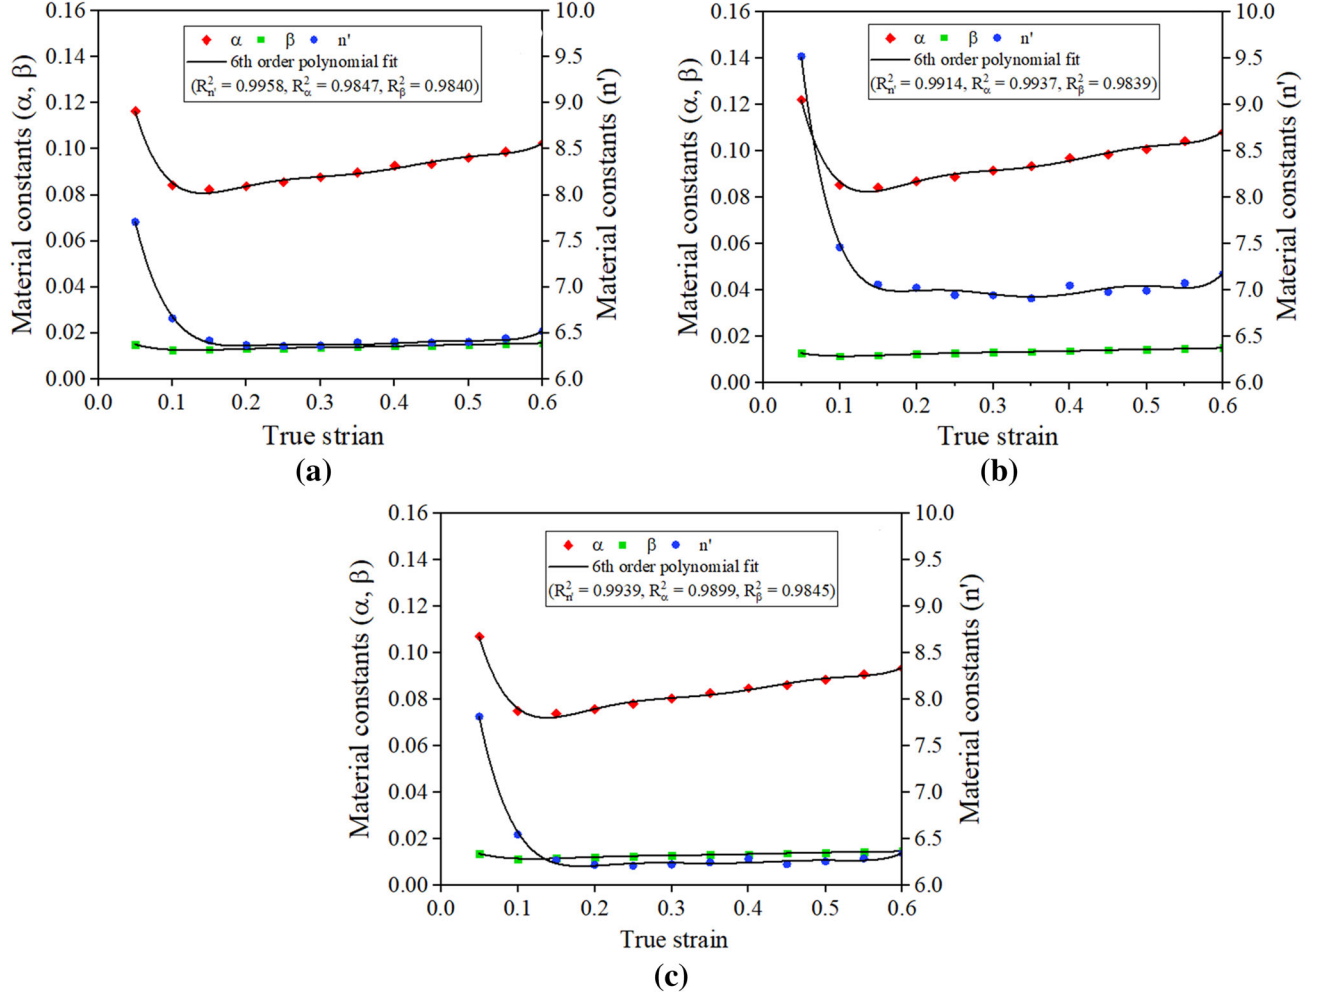 0.16
0.14
0.12
0.10
0.08
0.06
0.04
0.02
0.00
Material constants (α, β)
α β n'
6th order polynomial fit
(R²n' = 0.9958, R²α = 0.9847, R²β = 0.9840)
10.0
9.5
9.0
8.5
8.0
7.5
7.0
6.5
6.0
Material constants (n')
0.0 0.1 0.2 0.3 0.4 0.5 0.6
True strian
(a)
0.16
0.14
0.12
0.10
0.08
0.06
0.04
0.02
0.00
Material constants (α, β)
α β n'
6th order polynomial fit
(R²n' = 0.9914, R²α = 0.9937, R²β = 0.9839)
10.0
9.5
9.0
8.5
8.0
7.5
7.0
6.5
6.0
Material constants (n')
0.0 0.1 0.2 0.3 0.4 0.5 0.6
True strain
(b)
0.16
0.14
0.12
0.10
0.08
0.06
0.04
0.02
0.00
Material constants (α, β)
α β n'
6th order polynomial fit
(R²n' = 0.9939, R²α = 0.9899, R²β = 0.9845)
10.0
9.5
9.0
8.5
8.0
7.5
7.0
6.5
6.0
Material constants (n')
0.0 0.1 0.2 0.3 0.4 0.5 0.6
True strain
(c)